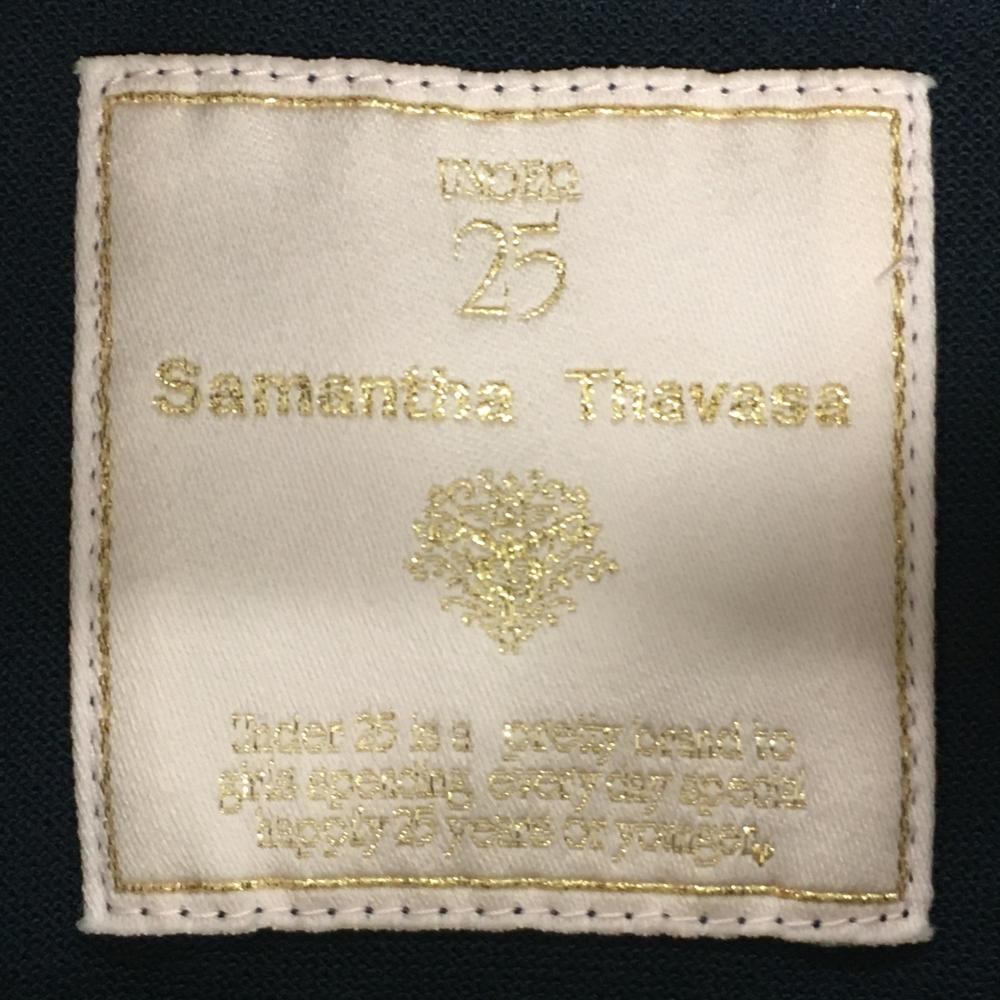 UNDER
25
Samantha Thavasa
Under 25 is a pretty brand to
girls spending every day special
happily 25 years or younger,